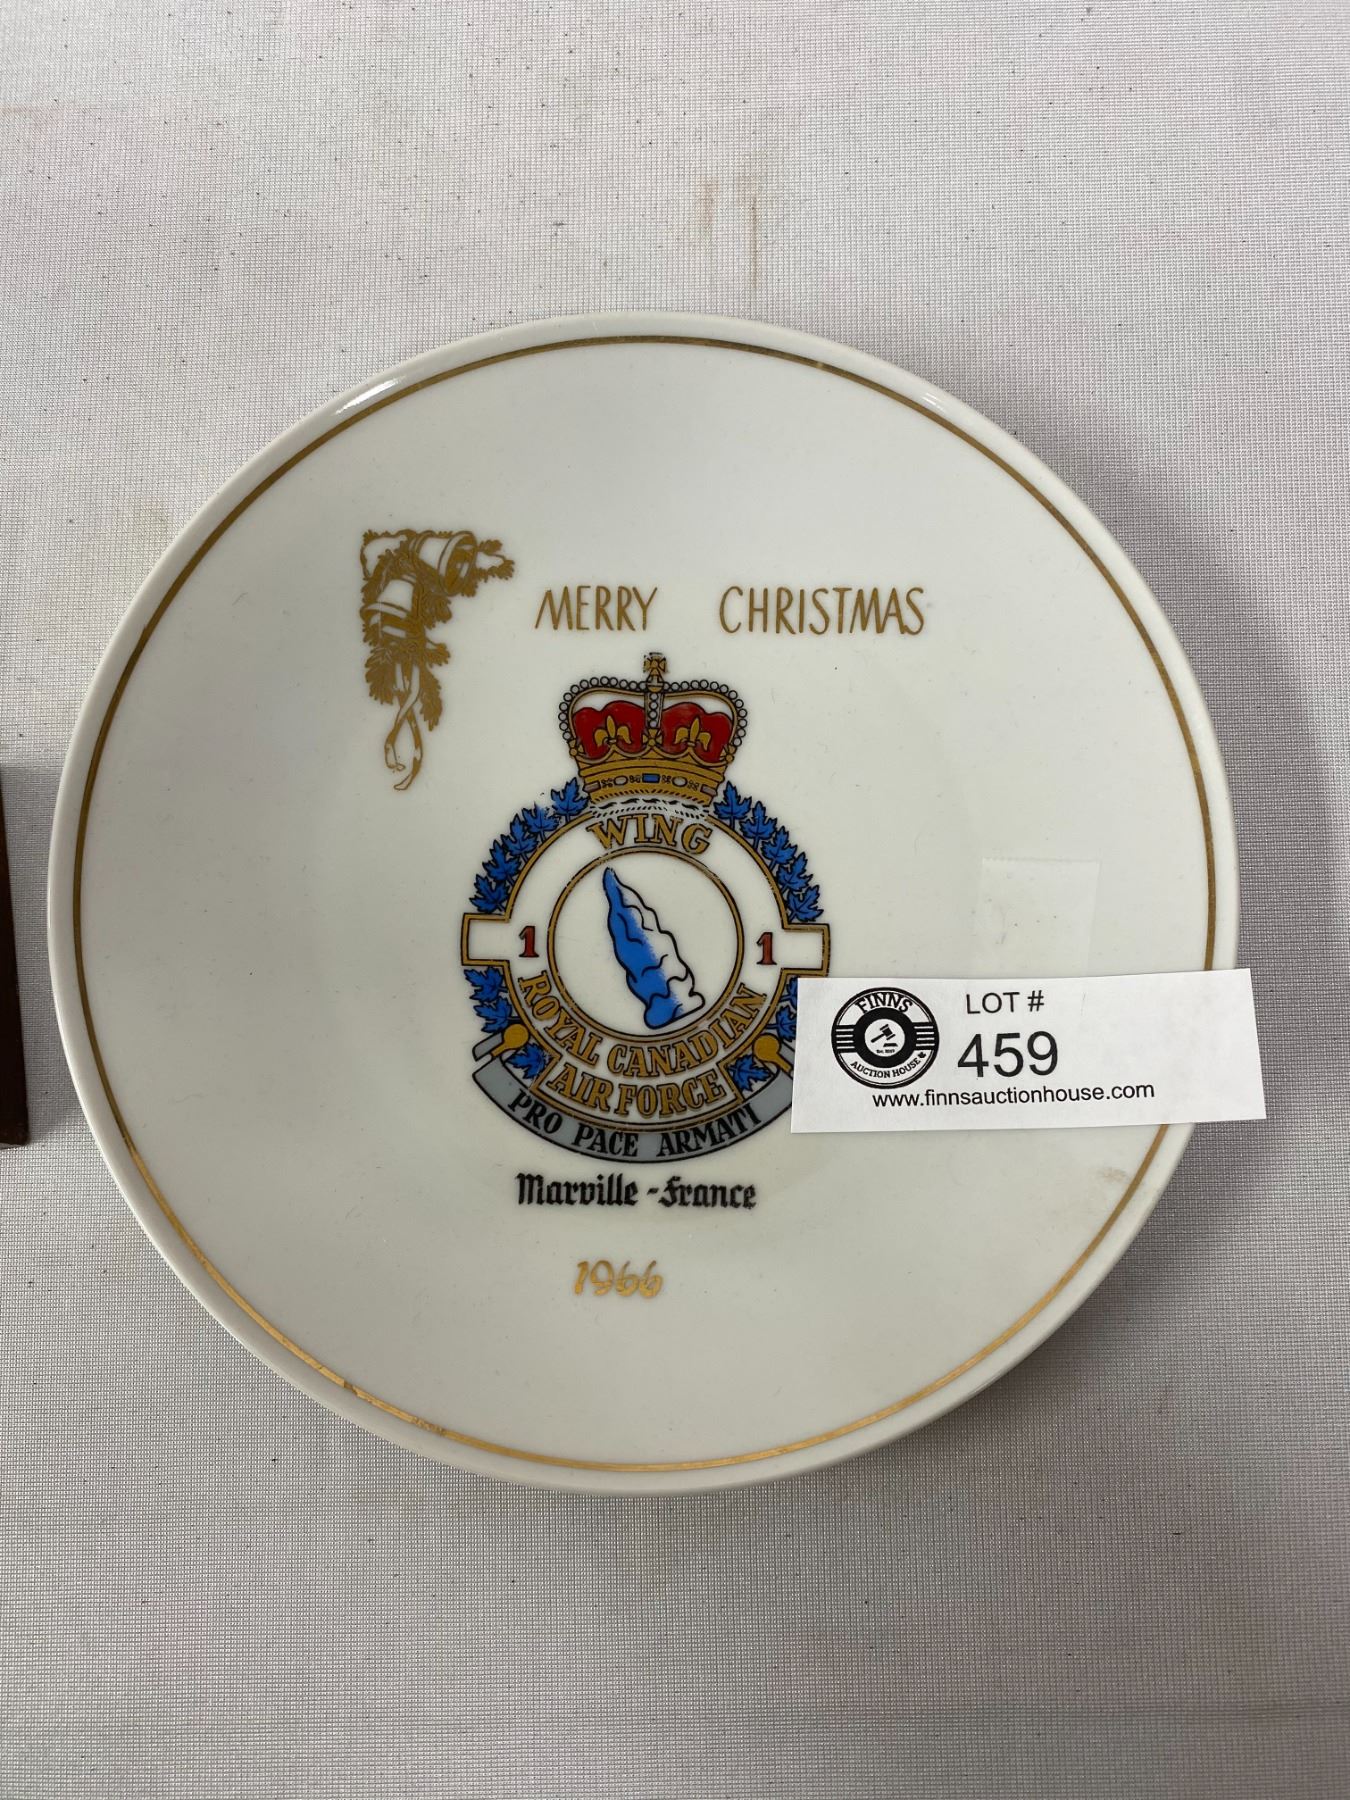 MERRY CHRISTMAS
WING
1 1
ROYAL CANADIAN
AIR FORCE
PRO PACE ARMATI
Marville - France
1966
FINNS
AUCTION HOUSE
LOT #
459
www.finnsauctionhouse.com